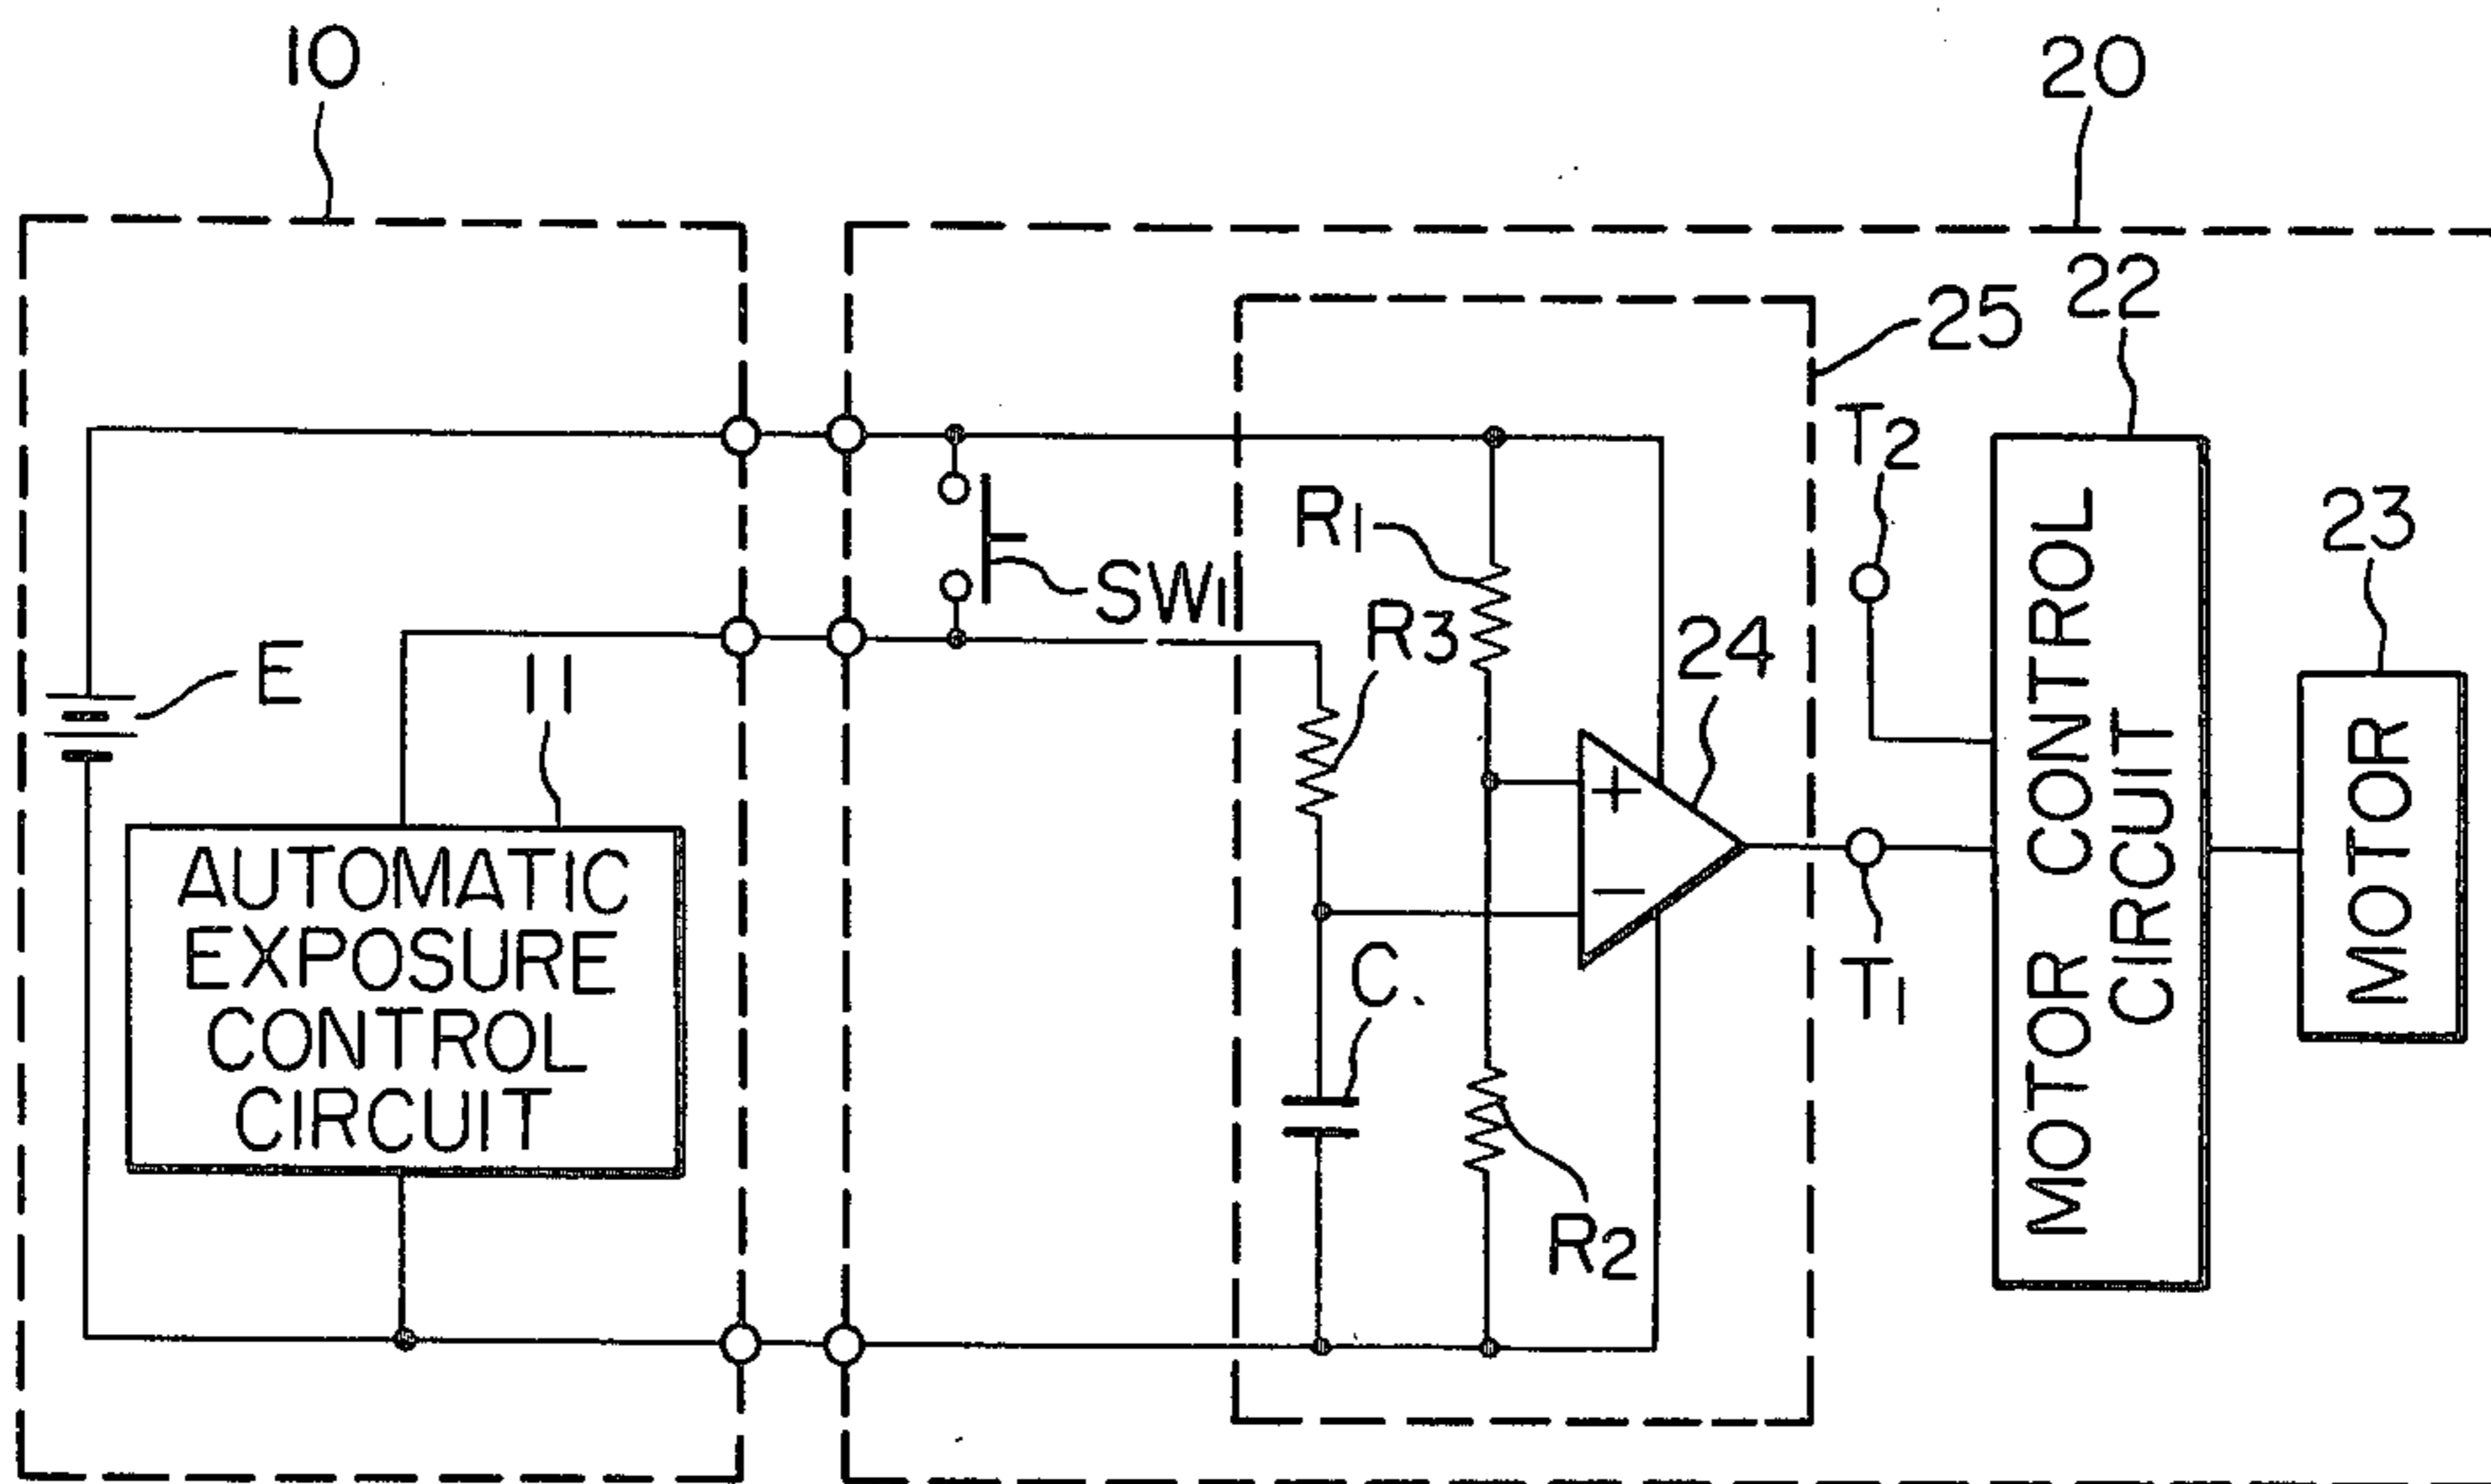 10
20
22
25
T2
R1
23
SW1
R3
24
E
11
AUTOMATIC
EXPOSURE
CONTROL
CIRCUIT
+
−
C
T1
R2
MOTOR CONTROL
CIRCUIT
MOTOR